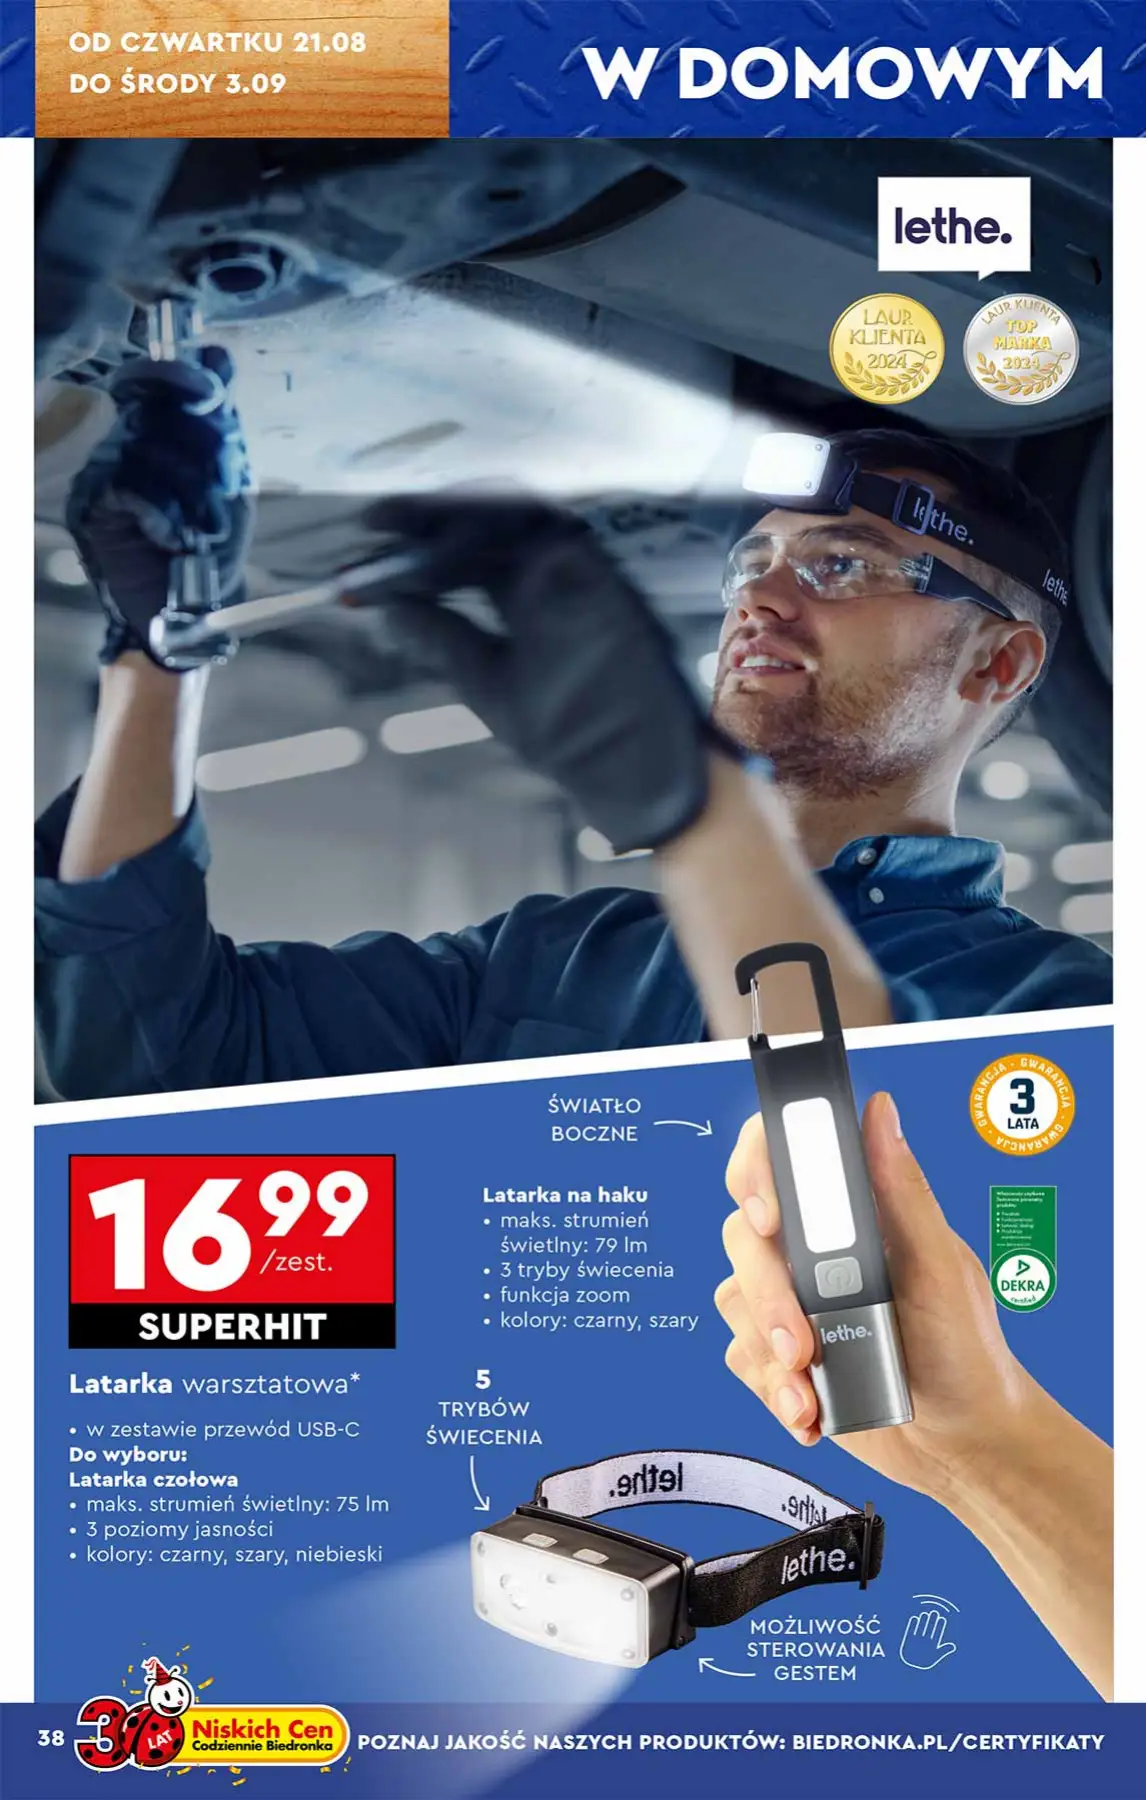 OD CZWARTKU 21.08
DO ŚRODY 3.09
W DOMOWYM
lethe.
LAUR
KLIENTA
2024
LAUR KLIENTA
TOP
MARKA
2024
lethe.
lethe.
ŚWIATŁO
BOCZNE
GWARANCJA · GWARANCJA · GWARANCJA
3
LATA
16 99
/zest.
SUPERHIT
Latarka na haku
• maks. strumień
świetlny: 79 lm
• 3 tryby świecenia
• funkcja zoom
• kolory: czarny, szary
DEKRA
certified
lethe.
Latarka warsztatowa*
• w zestawie przewód USB-C
Do wyboru:
Latarka czołowa
• maks. strumień świetlny: 75 lm
• 3 poziomy jasności
• kolory: czarny, szary, niebieski
5
TRYBÓW
ŚWIECENIA
lethe.
lethe.
lethe.
MOŻLIWOŚĆ
STEROWANIA
GESTEM
38
30 LAT
Niskich Cen
Codziennie Biedronka
POZNAJ JAKOŚĆ NASZYCH PRODUKTÓW: BIEDRONKA.PL/CERTYFIKATY